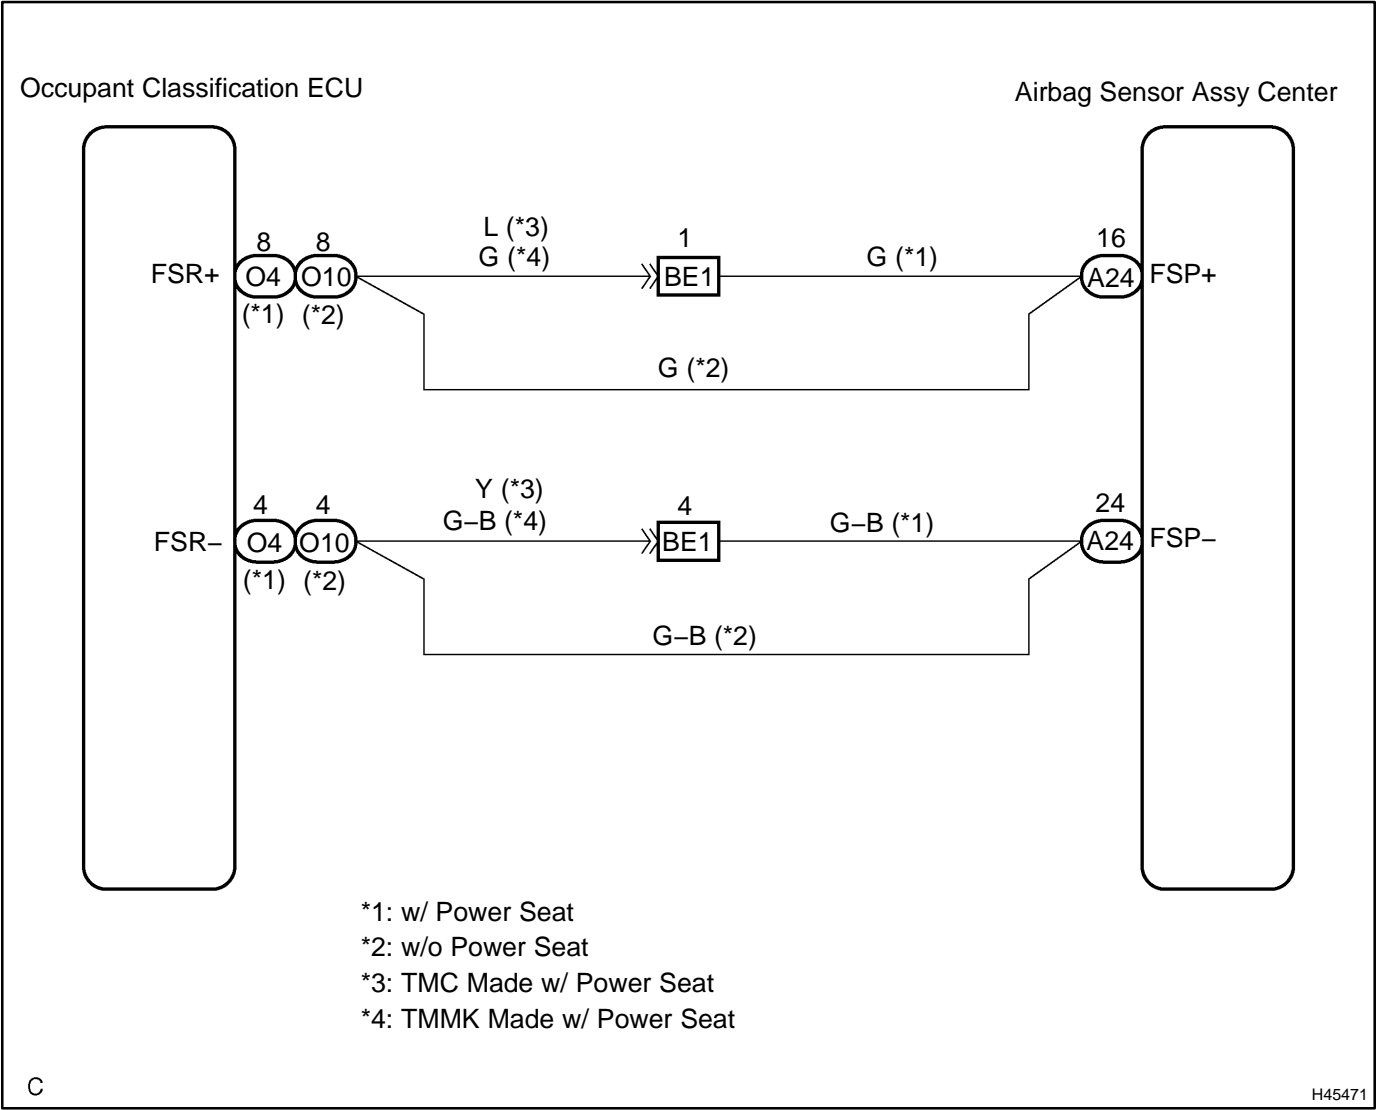 Occupant Classification ECU
Airbag Sensor Assy Center
L (*3)
8 8 1 16
G (*4) G (*1)
FSR+ O4 O10 BE1 A24 FSP+
(*1) (*2)
G (*2)
Y (*3)
4 4 4 24
G–B (*4) G–B (*1)
FSR– O4 O10 BE1 A24 FSP–
(*1) (*2)
G–B (*2)
*1: w/ Power Seat
*2: w/o Power Seat
*3: TMC Made w/ Power Seat
*4: TMMK Made w/ Power Seat
C
H45471